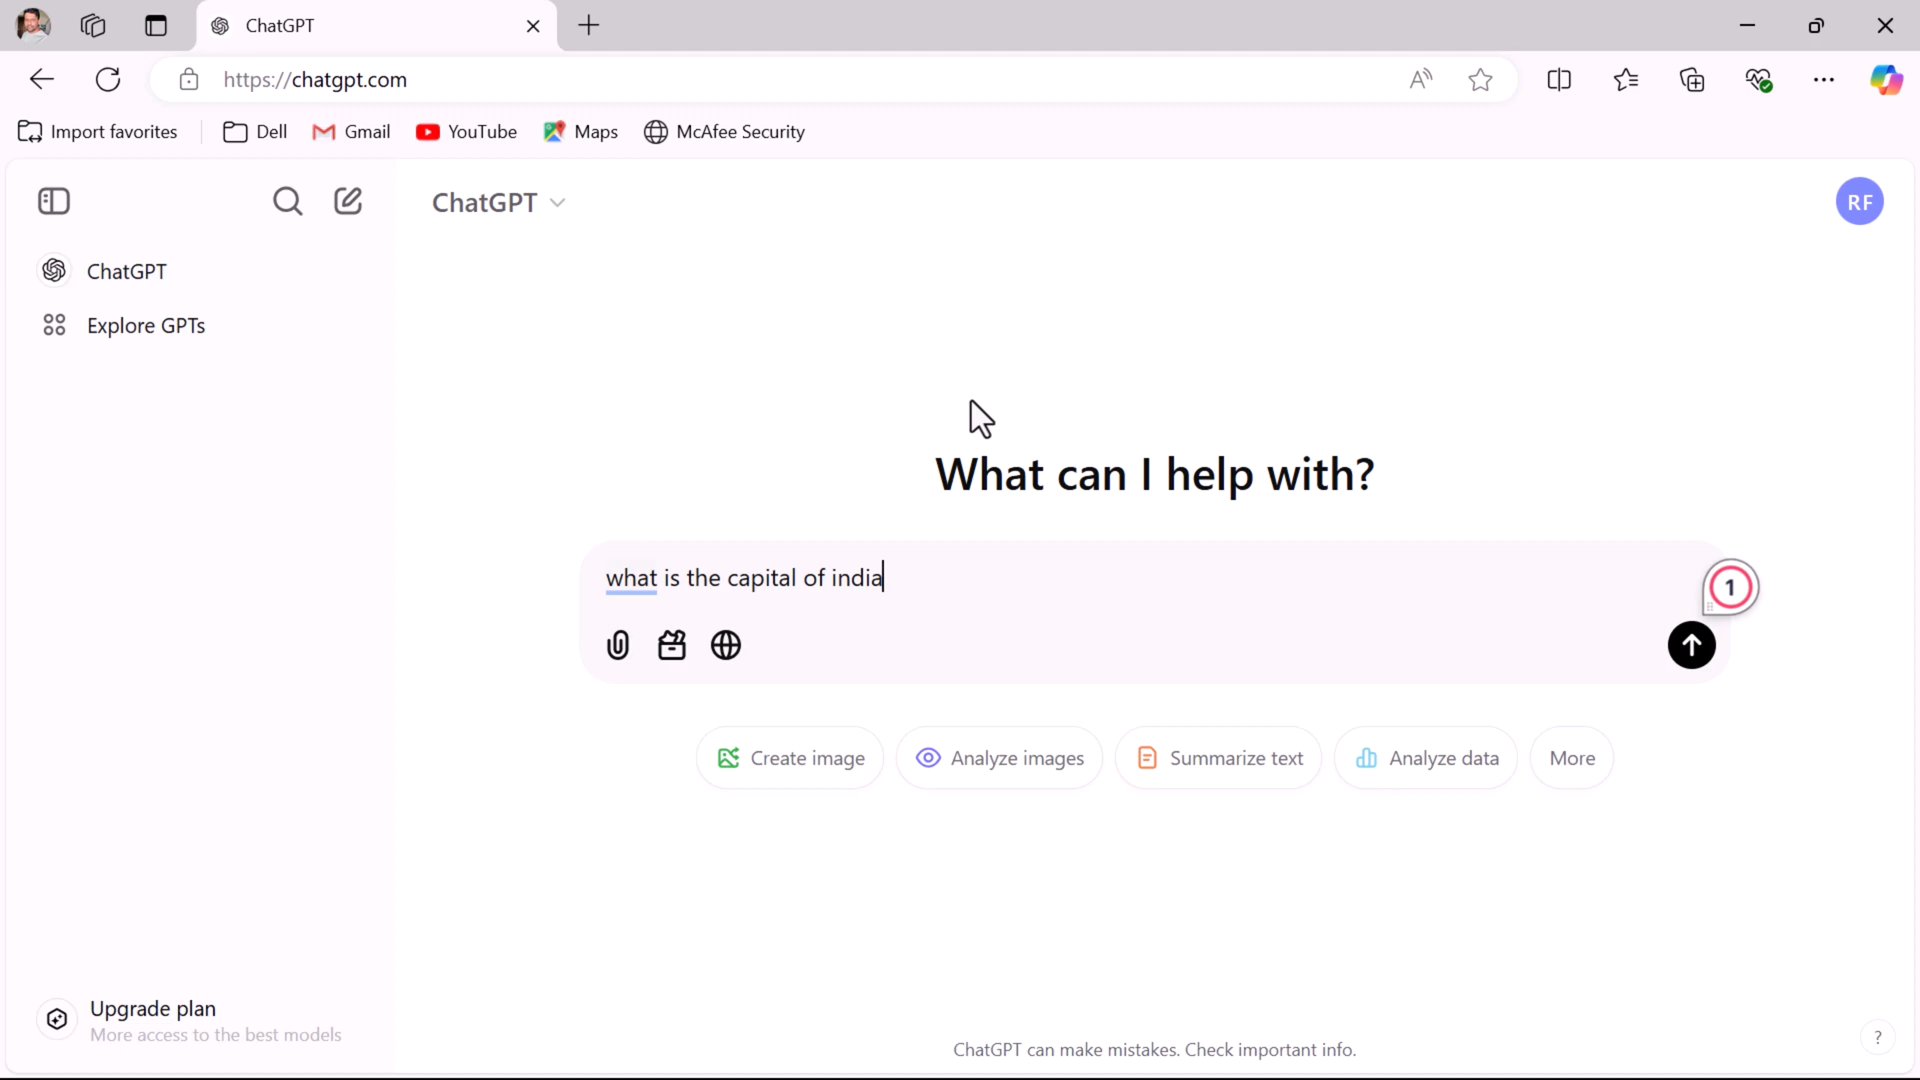 ChatGPT
https://chatgpt.com
Import favorites
Dell
Gmail
YouTube
Maps
McAfee Security
ChatGPT
RF
ChatGPT
Explore GPTs
What can I help with?
what is the capital of india
1
Create image
Analyze images
Summarize text
Analyze data
More
Upgrade plan
More access to the best models
ChatGPT can make mistakes. Check important info.
?